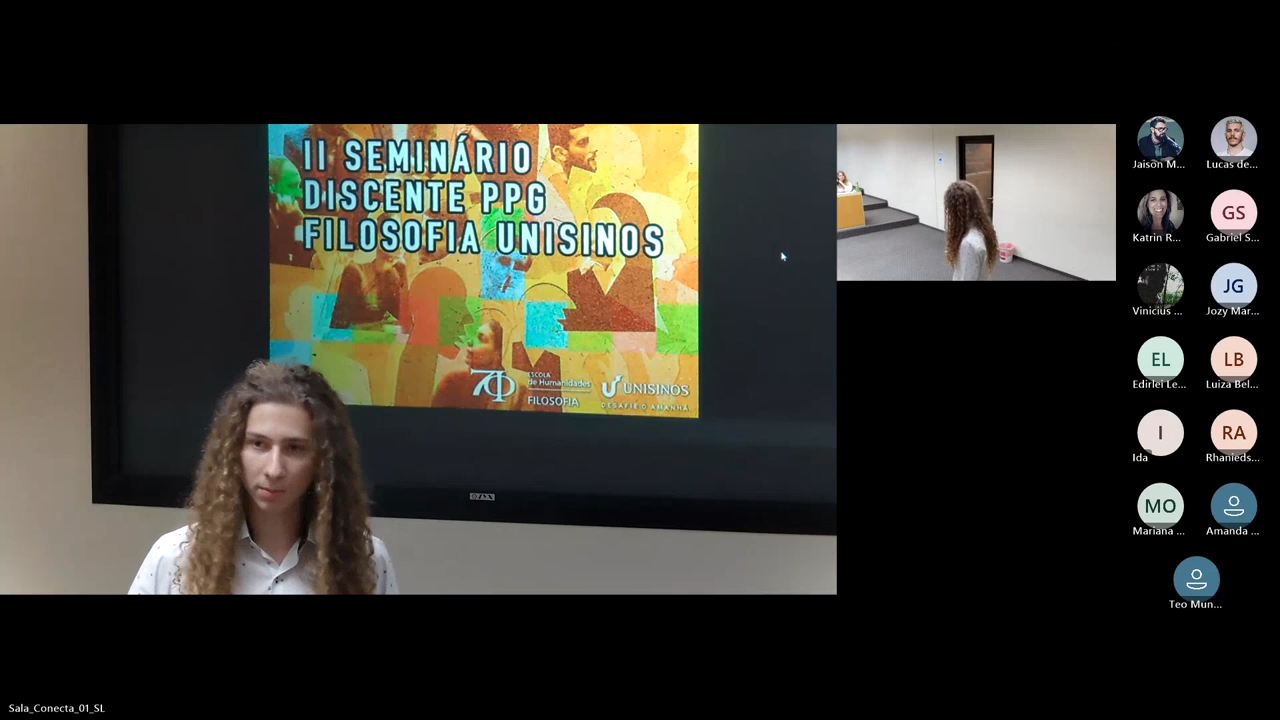 II SEMINÁRIO
DISCENTE PPG
FILOSOFIA UNISINOS
ESCOLA
de Humanidades
FILOSOFIA
UNISINOS
DESAFIE O AMANHÃ
Jaison M...
Lucas de...
Katrin R...
GS
Gabriel S...
Vinicius ...
JG
Jozy Mar...
EL
Edirlei Le...
LB
Luiza Bel...
I
Ida
RA
Rhanieds...
MO
Mariana ...
Amanda ...
Teo Mun...
Sala_Conecta_01_SL